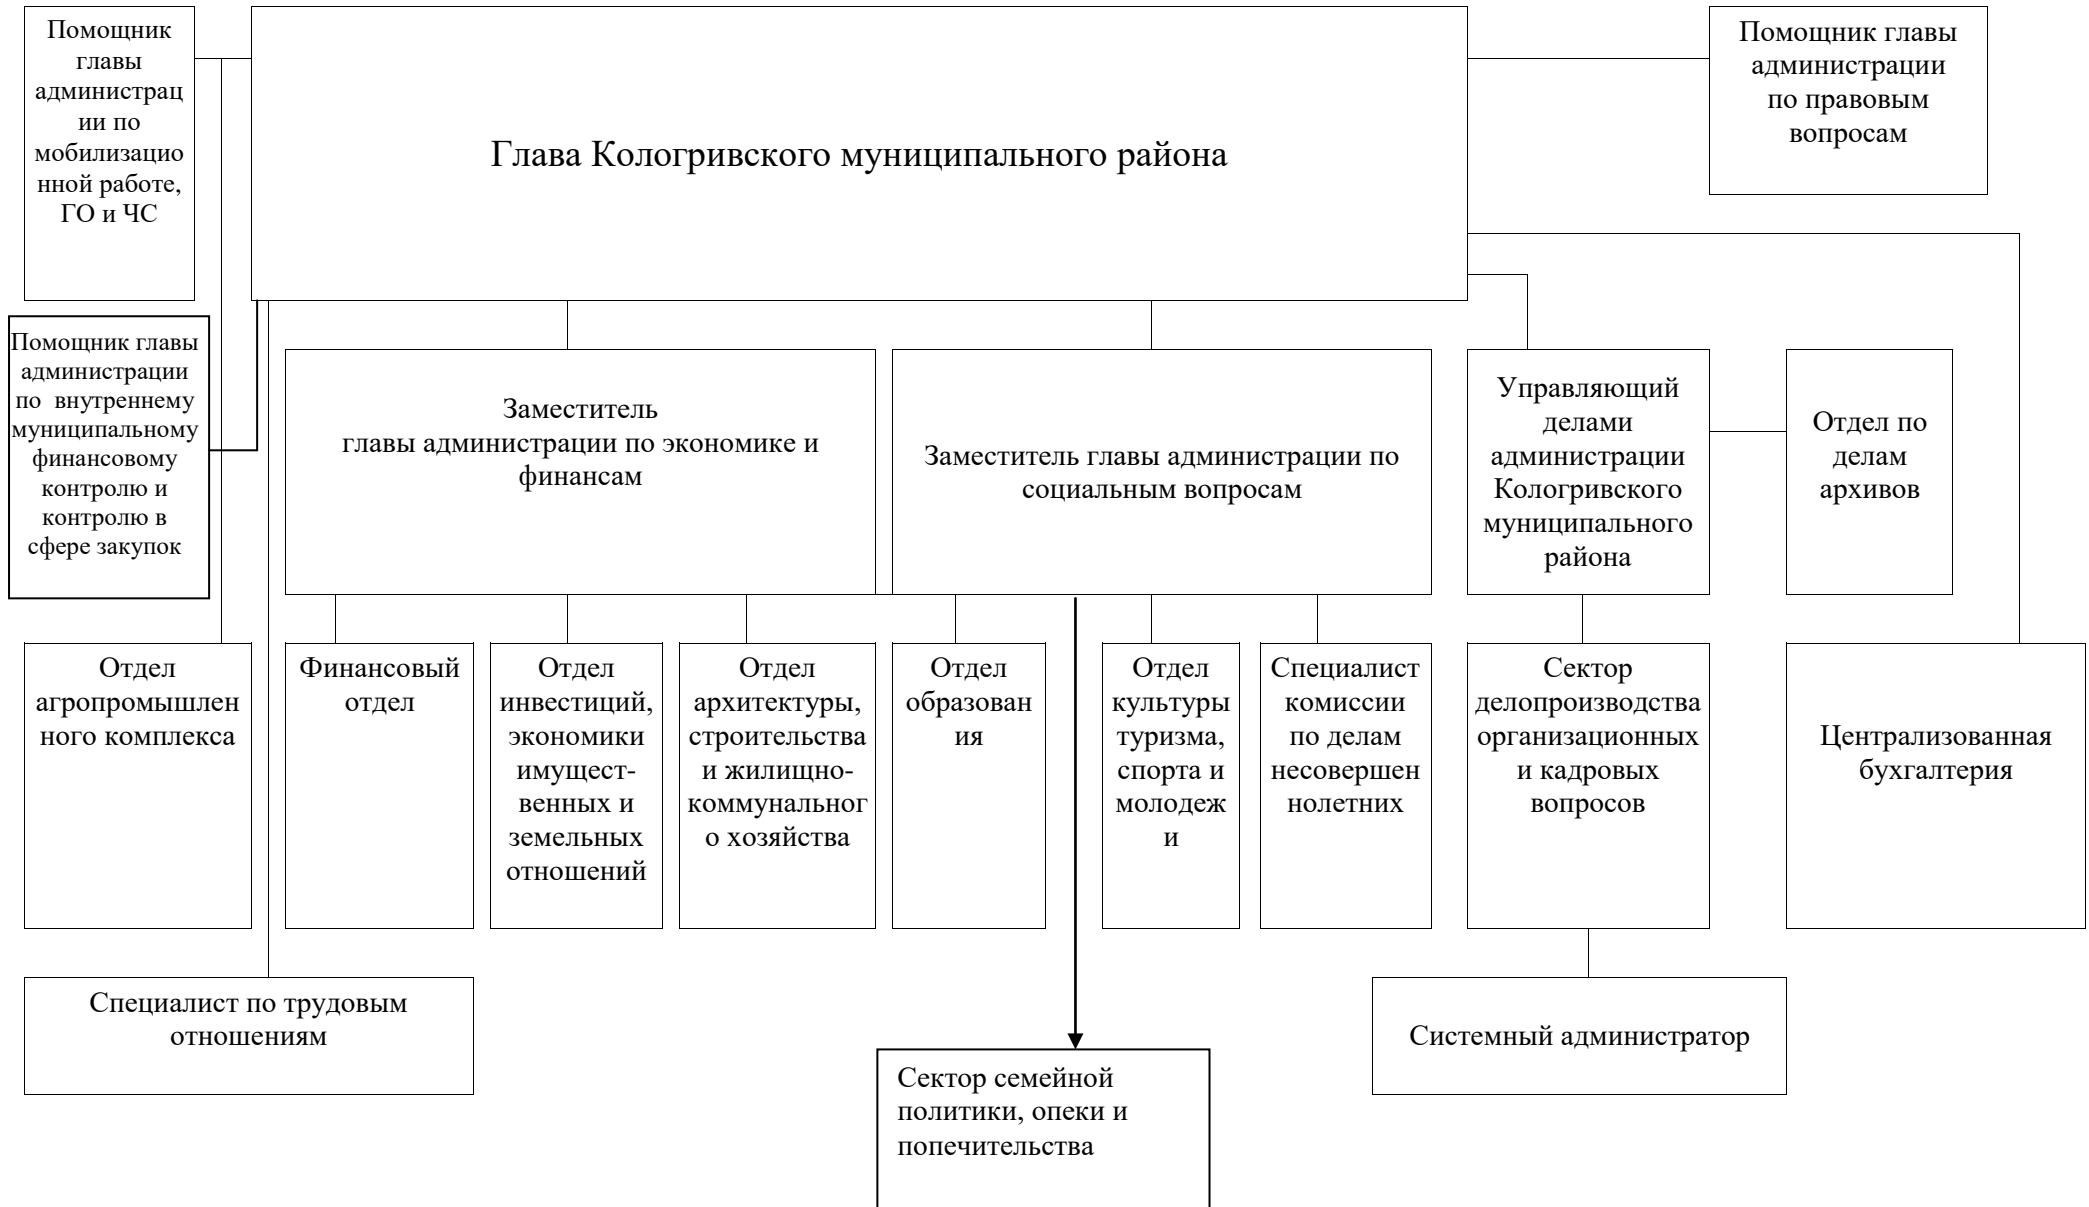 Помощник
главы
администрац
ии по
мобилизацио
нной работе,
ГО и ЧС
Глава Кологривского муниципального района
Помощник главы
администрации
по правовым
вопросам
Помощник главы
администрации
по внутреннему
муниципальному
финансовому
контролю и
контролю в
сфере закупок
Заместитель
главы администрации по экономике и
финансам
Заместитель главы администрации по
социальным вопросам
Управляющий
делами
администрации
Кологривского
муниципального
района
Отдел по
делам
архивов
Отдел
агропромышлен
ного комплекса
Финансовый
отдел
Отдел
инвестиций,
экономики
имущест-
венных и
земельных
отношений
Отдел
архитектуры,
строительства
и жилищно-
коммунальног
о хозяйства
Отдел
образован
ия
Отдел
культуры
туризма,
спорта и
молодеж
и
Специалист
комиссии
по делам
несовершен
нолетних
Сектор
делопроизводства
организационных
и кадровых
вопросов
Централизованная
бухгалтерия
Специалист по трудовым
отношениям
Сектор семейной
политики, опеки и
попечительства
Системный администратор